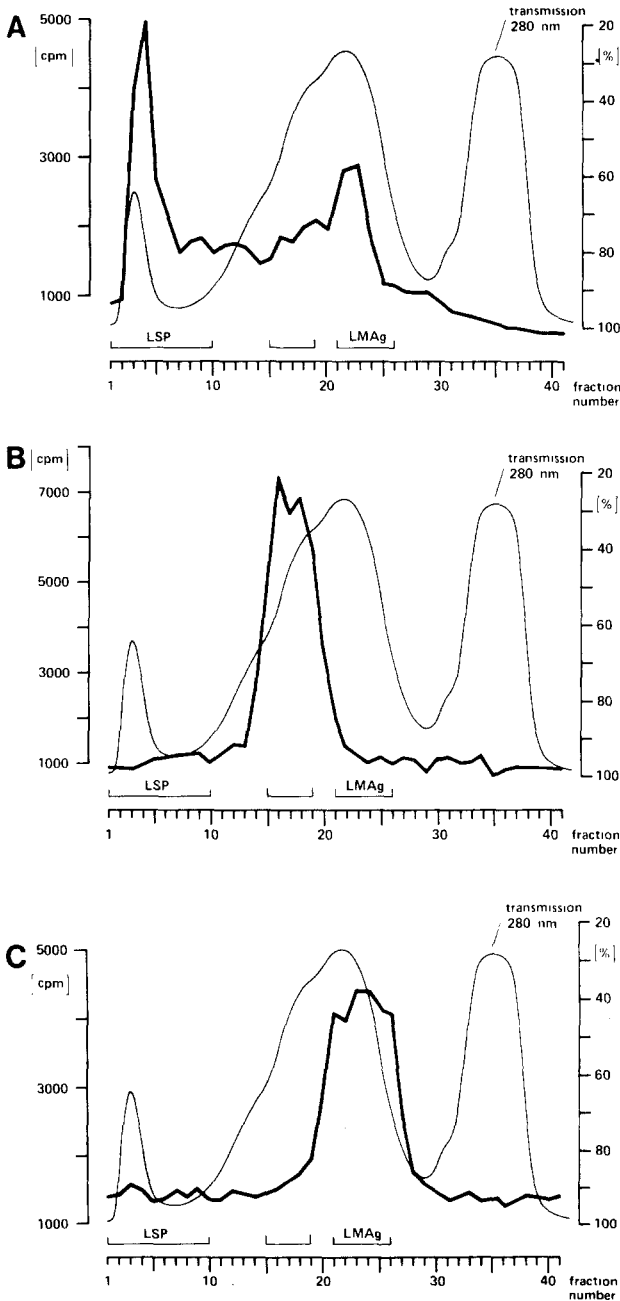 A
5000
[cpm]
3000
1000
transmission
280 nm
20
[%]
40
60
80
100
LSP
LMAg
1
10
20
30
40
fraction
number
B
[cpm]
7000
5000
3000
1000
transmission
280 nm
20
[%]
40
60
80
100
LSP
LMAg
1
10
20
30
40
fraction
number
C
5000
[cpm]
3000
1000
transmission
280 nm
20
[%]
40
60
80
100
LSP
LMAg
1
10
20
30
40
fraction
number